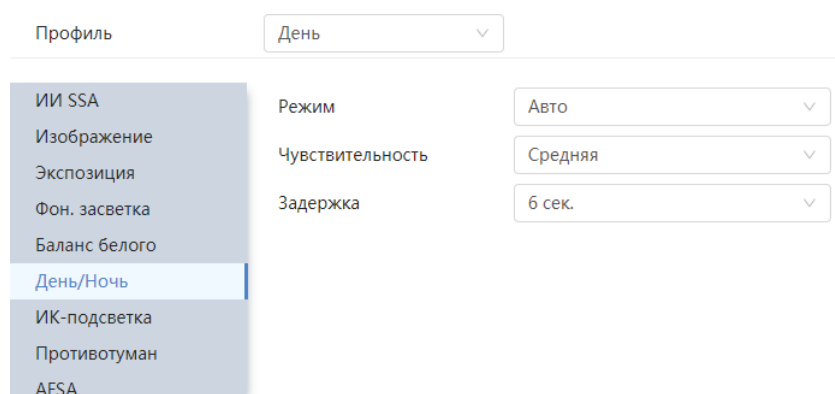 Профиль День
ИИ SSA
Изображение
Экспозиция
Фон. засветка
Баланс белого
День/Ночь
ИК-подсветка
Противотуман
AFSA
Режим Авто
Чувствительность Средняя
Задержка 6 сек.